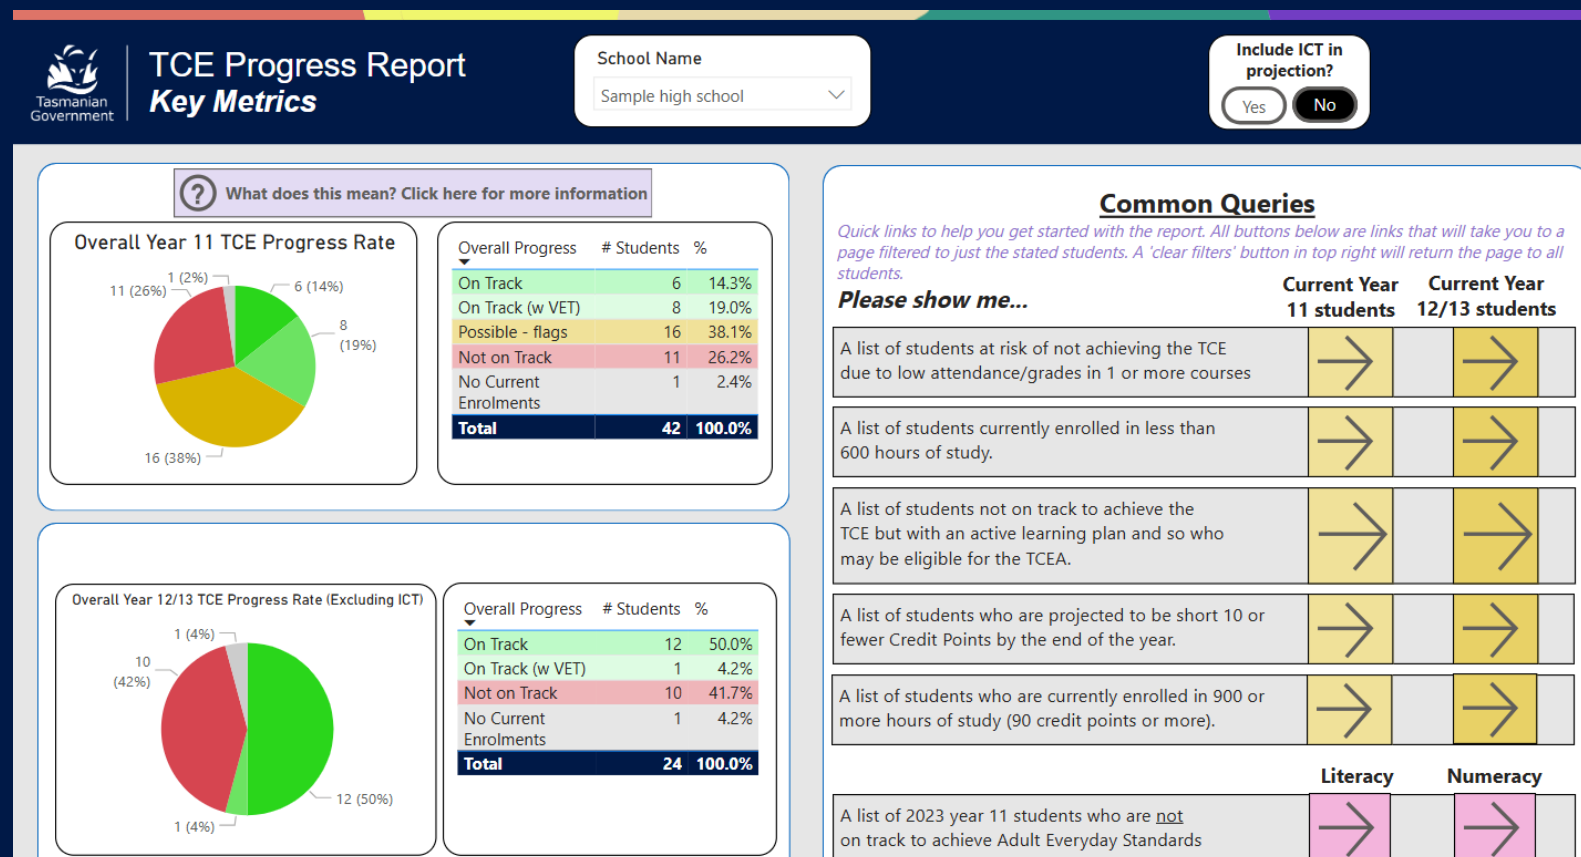 Tasmanian
Government
TCE Progress Report
Key Metrics
School Name
Sample high school
Include ICT in
projection?
Yes
No
What does this mean? Click here for more information
Overall Year 11 TCE Progress Rate
1 (2%)
11 (26%)
6 (14%)
8
(19%)
16 (38%)
Overall Progress # Students %
On Track 6 14.3%
On Track (w VET) 8 19.0%
Possible - flags 16 38.1%
Not on Track 11 26.2%
No Current 1 2.4%
Enrolments
Total 42 100.0%
Overall Year 12/13 TCE Progress Rate (Excluding ICT)
1 (4%)
10
(42%)
12 (50%)
1 (4%)
Overall Progress # Students %
On Track 12 50.0%
On Track (w VET) 1 4.2%
Not on Track 10 41.7%
No Current 1 4.2%
Enrolments
Total 24 100.0%
Common Queries
Quick links to help you get started with the report. All buttons below are links that will take you to a
page filtered to just the stated students. A 'clear filters' button in top right will return the page to all
students.
Please show me...
Current Year
11 students
Current Year
12/13 students
A list of students at risk of not achieving the TCE
due to low attendance/grades in 1 or more courses
A list of students currently enrolled in less than
600 hours of study.
A list of students not on track to achieve the
TCE but with an active learning plan and so who
may be eligible for the TCEA.
A list of students who are projected to be short 10 or
fewer Credit Points by the end of the year.
A list of students who are currently enrolled in 900 or
more hours of study (90 credit points or more).
Literacy Numeracy
A list of 2023 year 11 students who are not
on track to achieve Adult Everyday Standards